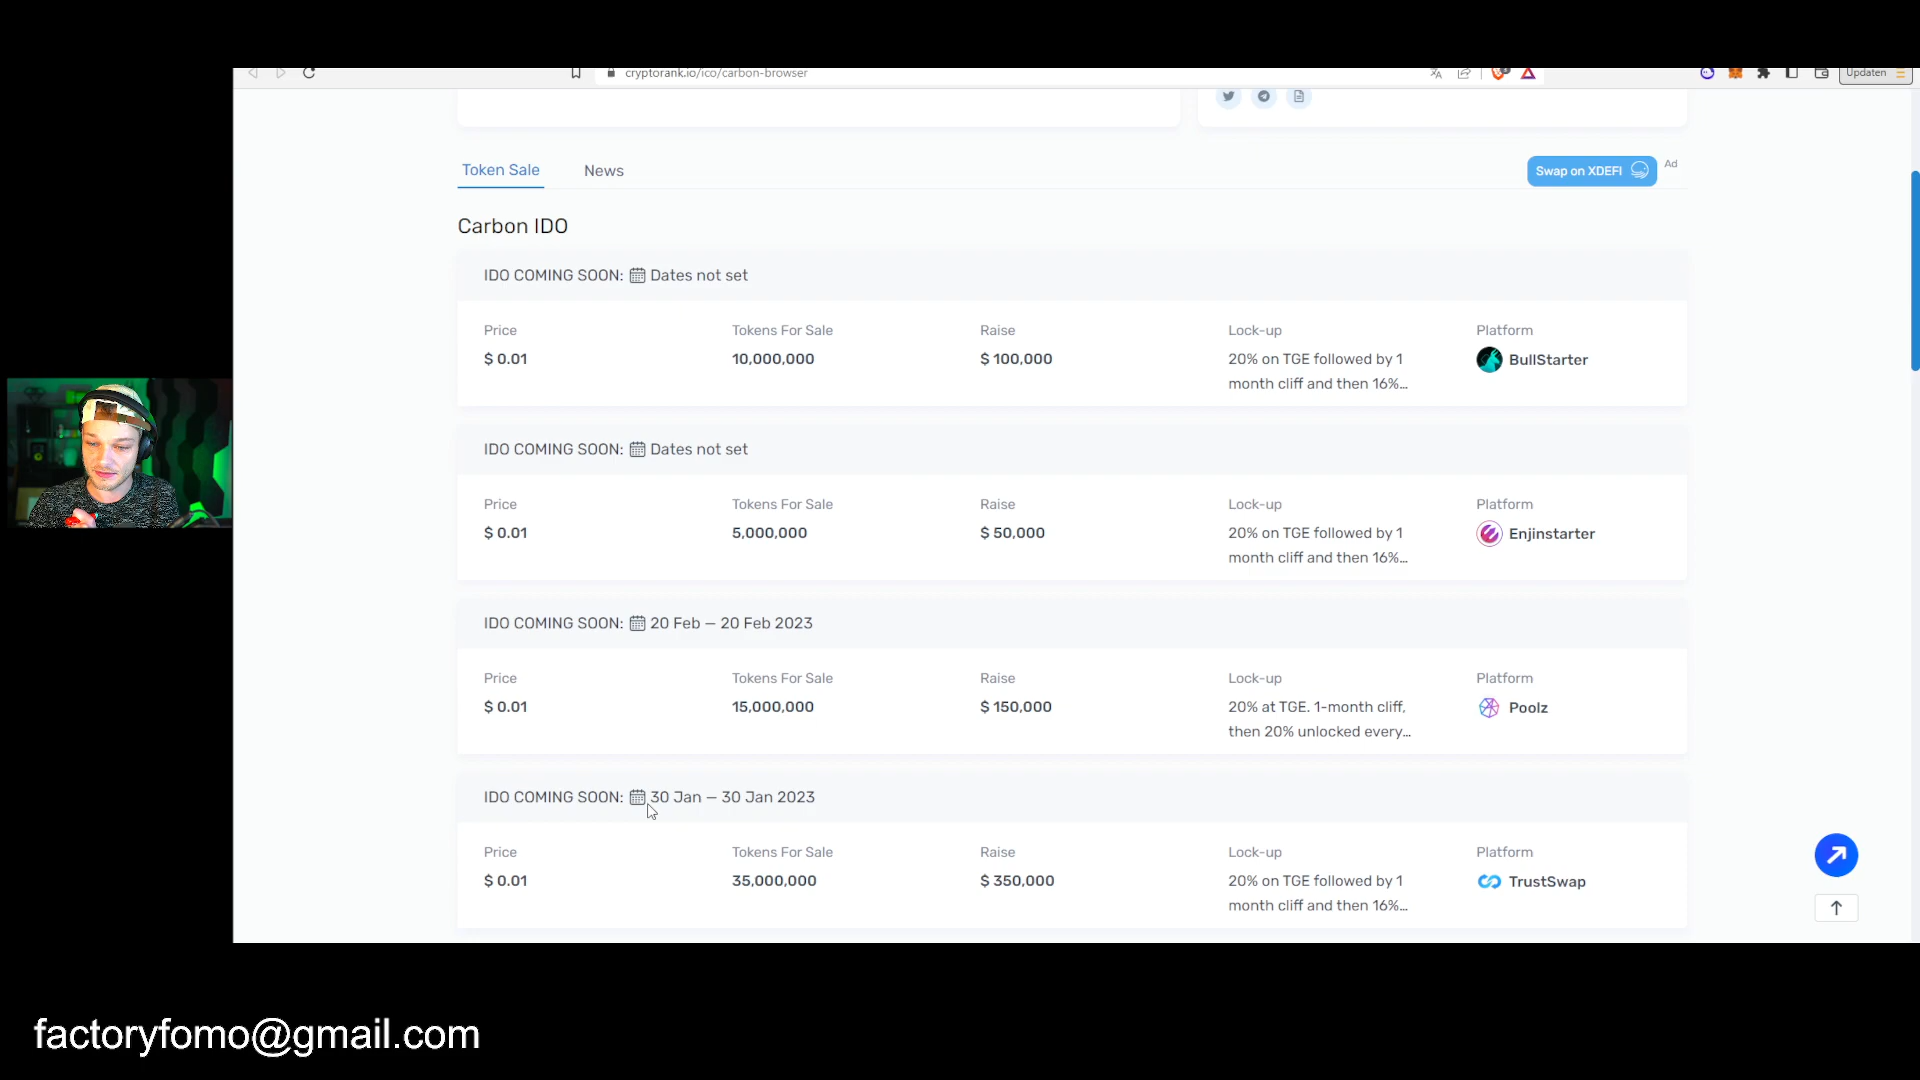 cryptorank.io/ico/carbon-browser
Updaten
Token Sale
News
Swap on XDEFI
Ad
Carbon IDO
IDO COMING SOON: Dates not set
Price
Tokens For Sale
Raise
Lock-up
Platform
$ 0.01
10,000,000
$ 100,000
20% on TGE followed by 1
month cliff and then 16%...
BullStarter
IDO COMING SOON: Dates not set
Price
Tokens For Sale
Raise
Lock-up
Platform
$ 0.01
5,000,000
$ 50,000
20% on TGE followed by 1
month cliff and then 16%...
Enjinstarter
IDO COMING SOON: 20 Feb – 20 Feb 2023
Price
Tokens For Sale
Raise
Lock-up
Platform
$ 0.01
15,000,000
$ 150,000
20% at TGE. 1-month cliff,
then 20% unlocked every...
Poolz
IDO COMING SOON: 30 Jan – 30 Jan 2023
Price
Tokens For Sale
Raise
Lock-up
Platform
$ 0.01
35,000,000
$ 350,000
20% on TGE followed by 1
month cliff and then 16%...
TrustSwap
factoryfomo@gmail.com